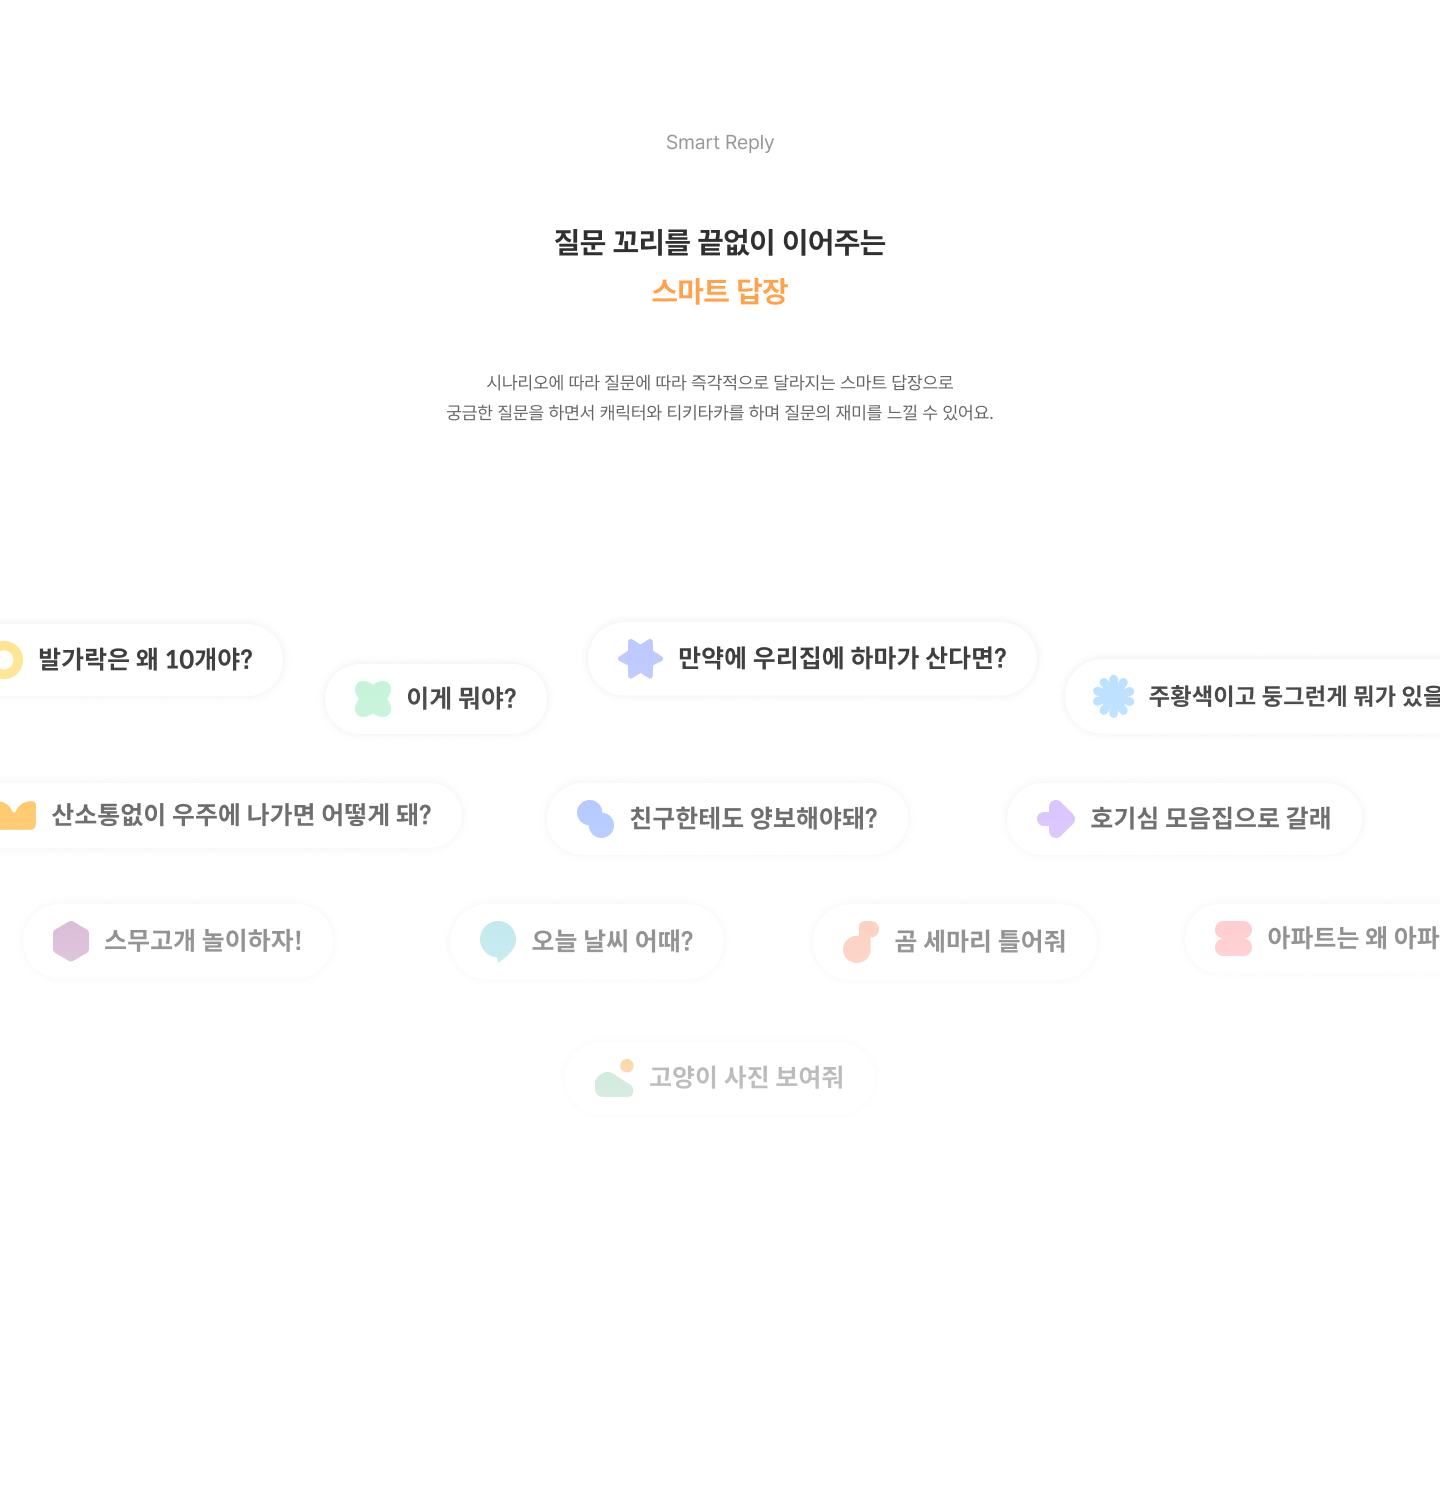 Smart Reply
질문 꼬리를 끝없이 이어주는
스마트 답장
시나리오에 따라 질문에 따라 즉각적으로 달라지는 스마트 답장으로
궁금한 질문을 하면서 캐릭터와 티키타카를 하며 질문의 재미를 느낄 수 있어요.
발가락은 왜 10개야?
이게 뭐야?
만약에 우리집에 하마가 산다면?
주황색이고 둥그런게 뭐가 있을
산소통없이 우주에 나가면 어떻게 돼?
친구한테도 양보해야돼?
호기심 모음집으로 갈래
스무고개 놀이하자!
오늘 날씨 어때?
곰 세마리 틀어줘
아파트는 왜 아파
고양이 사진 보여줘